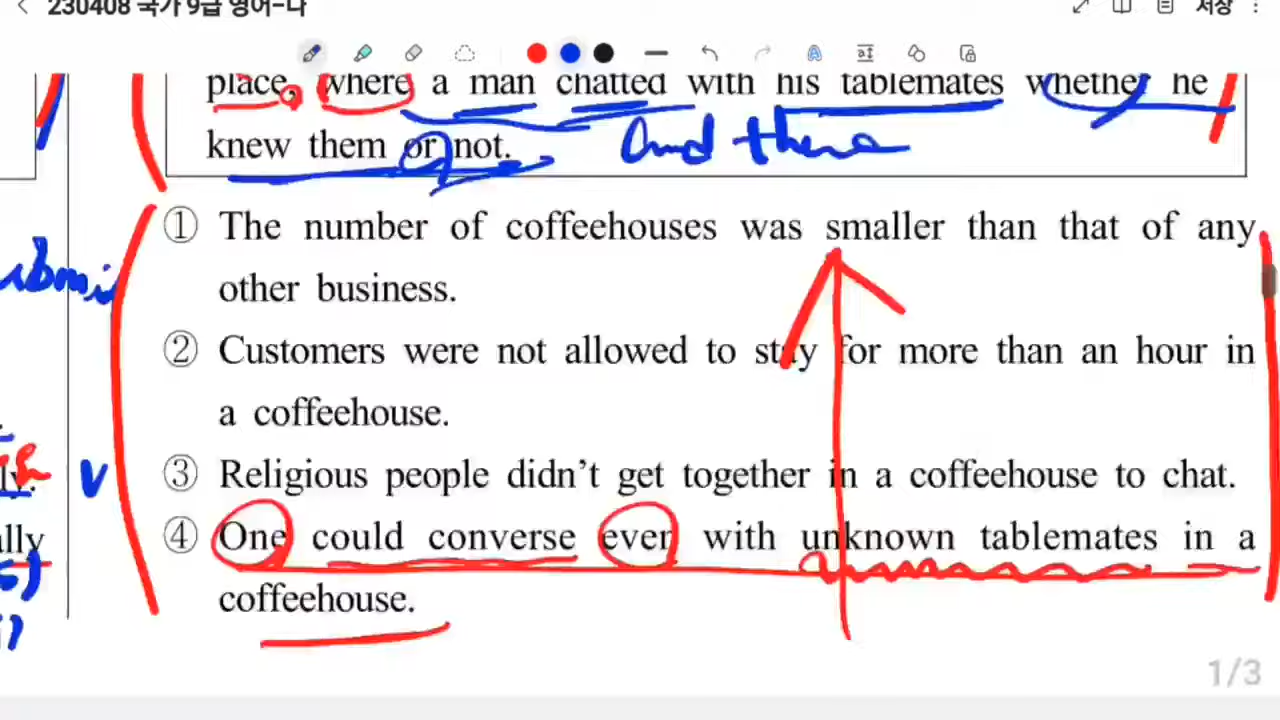 230408 국가 9급 영어-나
저장
place, where a man chatted with his tablemates whether he
knew them or not.
And there
① The number of coffeehouses was smaller than that of any
other business.
② Customers were not allowed to stay for more than an hour in
a coffeehouse.
③ Religious people didn't get together in a coffeehouse to chat.
④ One could converse even with unknown tablemates in a
coffeehouse.
1/3